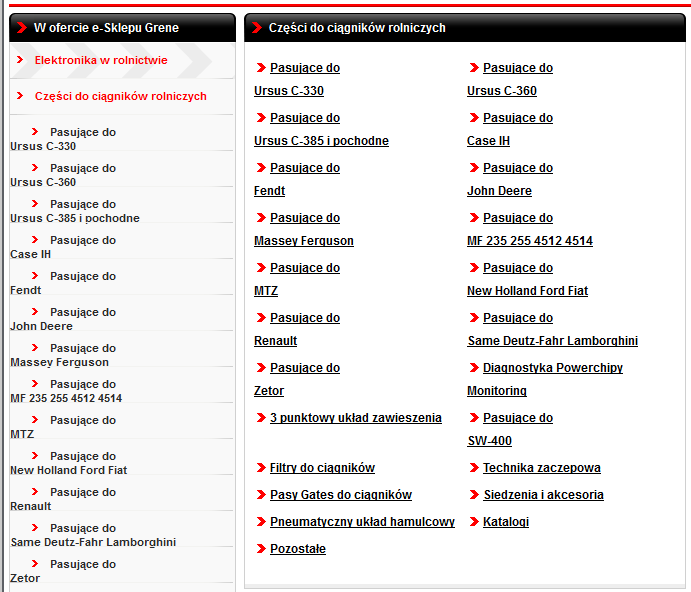 W ofercie e-Sklepu Grene
Elektronika w rolnictwie
Części do ciągników rolniczych
Pasujące do
Ursus C-330
Pasujące do
Ursus C-360
Pasujące do
Ursus C-385 i pochodne
Pasujące do
Case IH
Pasujące do
Fendt
Pasujące do
John Deere
Pasujące do
Massey Ferguson
Pasujące do
MF 235 255 4512 4514
Pasujące do
MTZ
Pasujące do
New Holland Ford Fiat
Pasujące do
Renault
Pasujące do
Same Deutz-Fahr Lamborghini
Pasujące do
Zetor
Części do ciągników rolniczych
Pasujące do
Ursus C-330
Pasujące do
Ursus C-360
Pasujące do
Ursus C-385 i pochodne
Pasujące do
Case IH
Pasujące do
Fendt
Pasujące do
John Deere
Pasujące do
Massey Ferguson
Pasujące do
MF 235 255 4512 4514
Pasujące do
MTZ
Pasujące do
New Holland Ford Fiat
Pasujące do
Renault
Pasujące do
Same Deutz-Fahr Lamborghini
Pasujące do
Zetor
Diagnostyka Powerchipy
Monitoring
3 punktowy układ zawieszenia
Pasujące do
SW-400
Filtry do ciągników
Technika zaczepowa
Pasy Gates do ciągników
Siedzenia i akcesoria
Pneumatyczny układ hamulcowy
Katalogi
Pozostałe